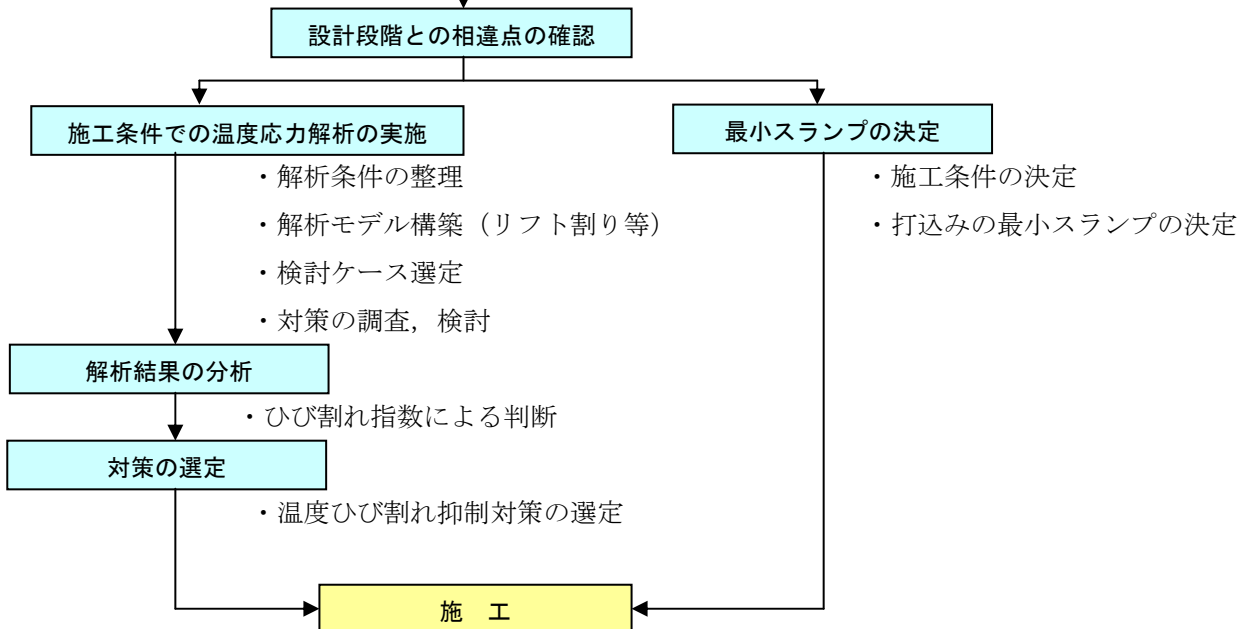 設計段階との相違点の確認
施工条件での温度応力解析の実施
・解析条件の整理
・解析モデル構築（リフト割り等）
・検討ケース選定
・対策の調査，検討
解析結果の分析
・ひび割れ指数による判断
対策の選定
・温度ひび割れ抑制対策の選定
最小スランプの決定
・施工条件の決定
・打込みの最小スランプの決定
施　工